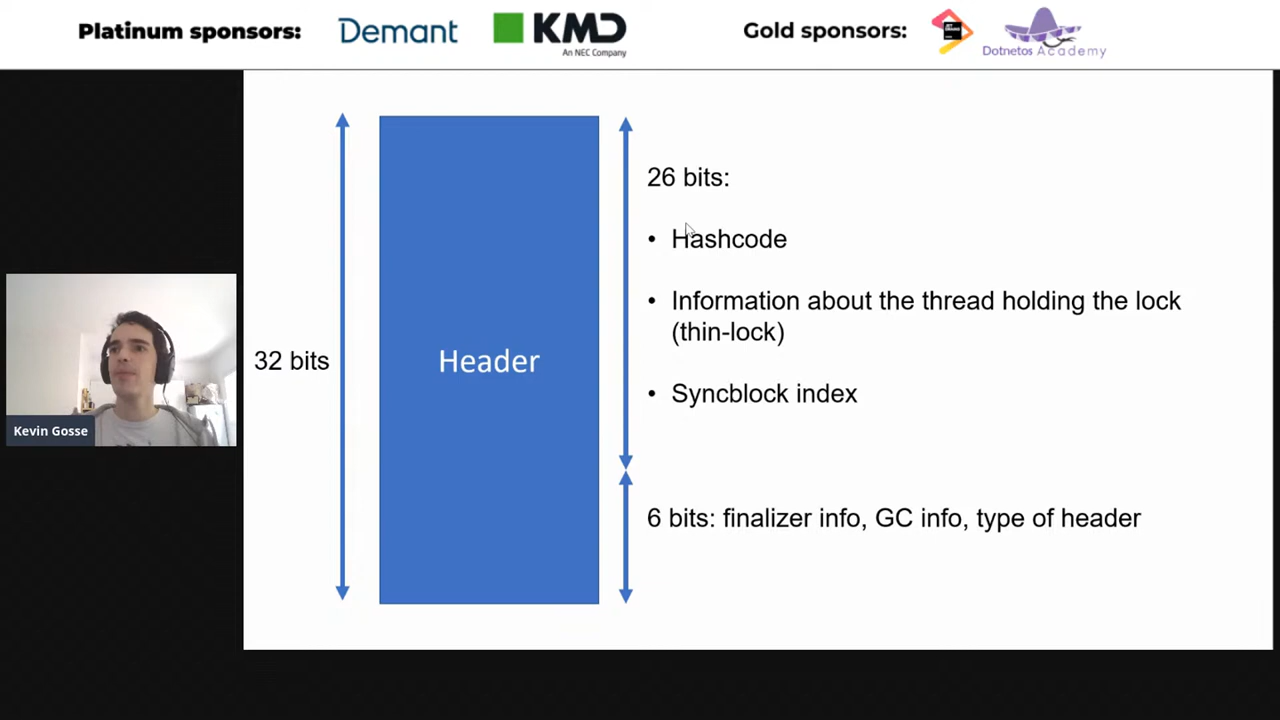 Platinum sponsors:
Demant
KMD
An NEC Company
Gold sponsors:
JET
BRAINS
Dotnetos Academy
26 bits:
• Hashcode
• Information about the thread holding the lock
(thin-lock)
32 bits
Header
• Syncblock index
Kevin Gosse
6 bits: finalizer info, GC info, type of header